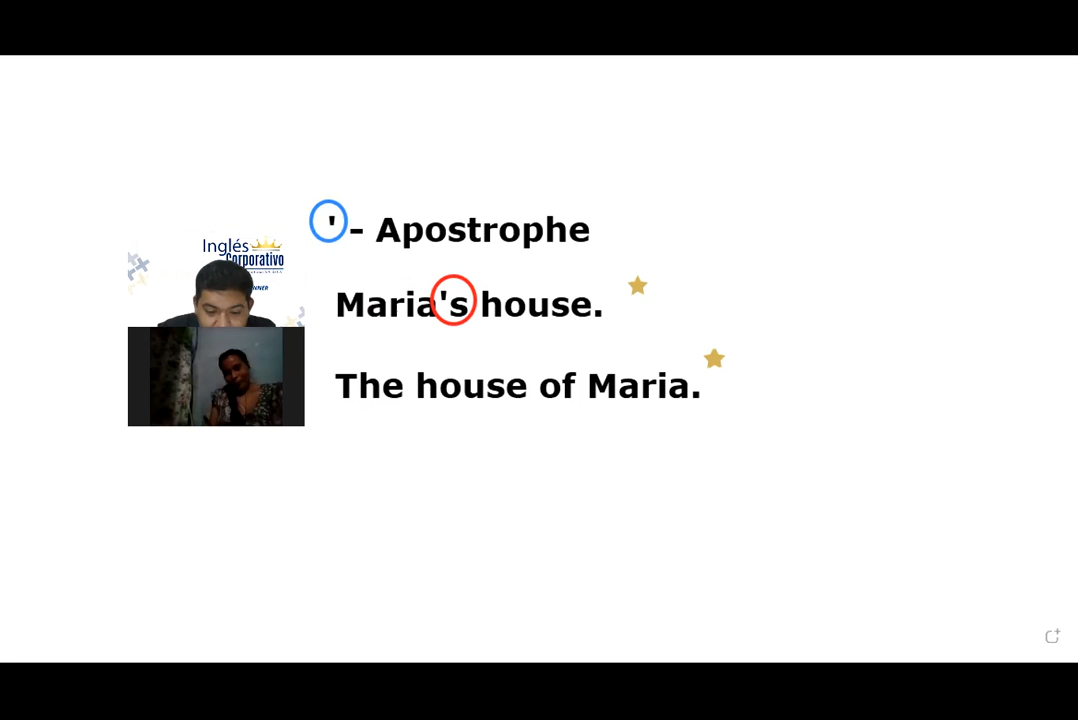 ' - Apostrophe
Inglés
Corporativo
Maria's house.
The house of Maria.